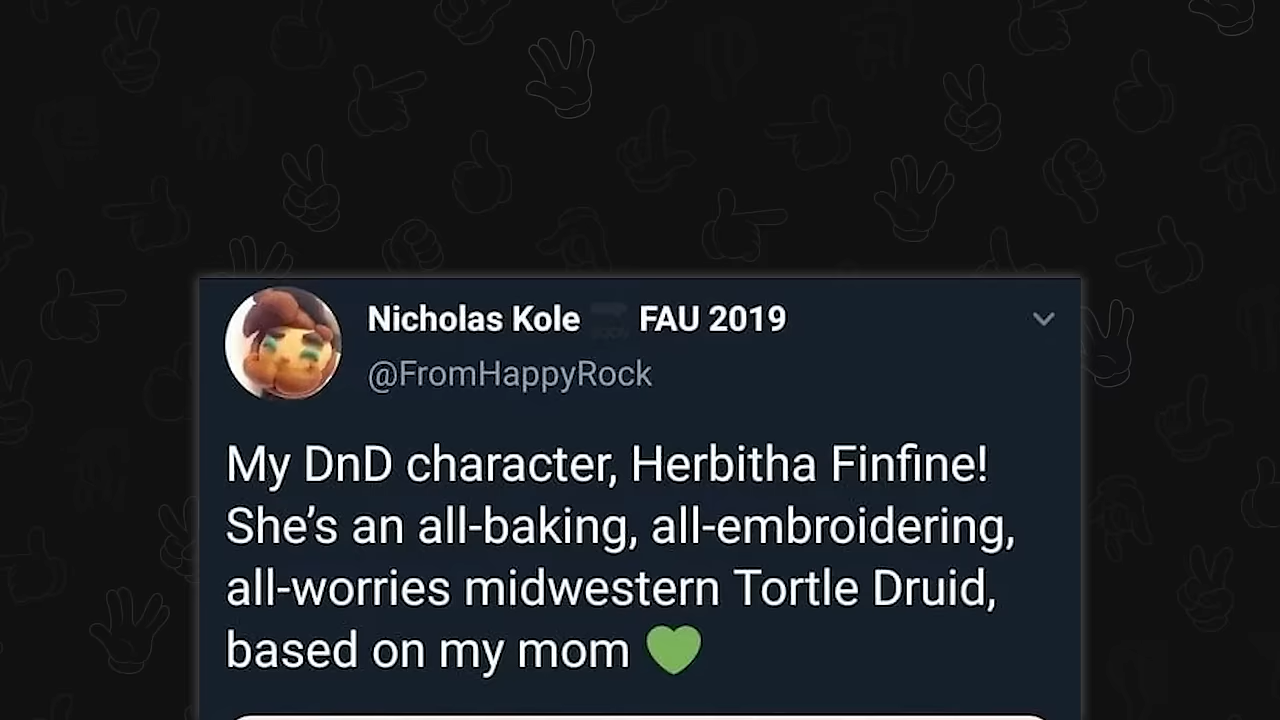 Nicholas Kole FAU 2019
@FromHappyRock
My DnD character, Herbitha Finfine!
She’s an all-baking, all-embroidering,
all-worries midwestern Tortle Druid,
based on my mom 💚